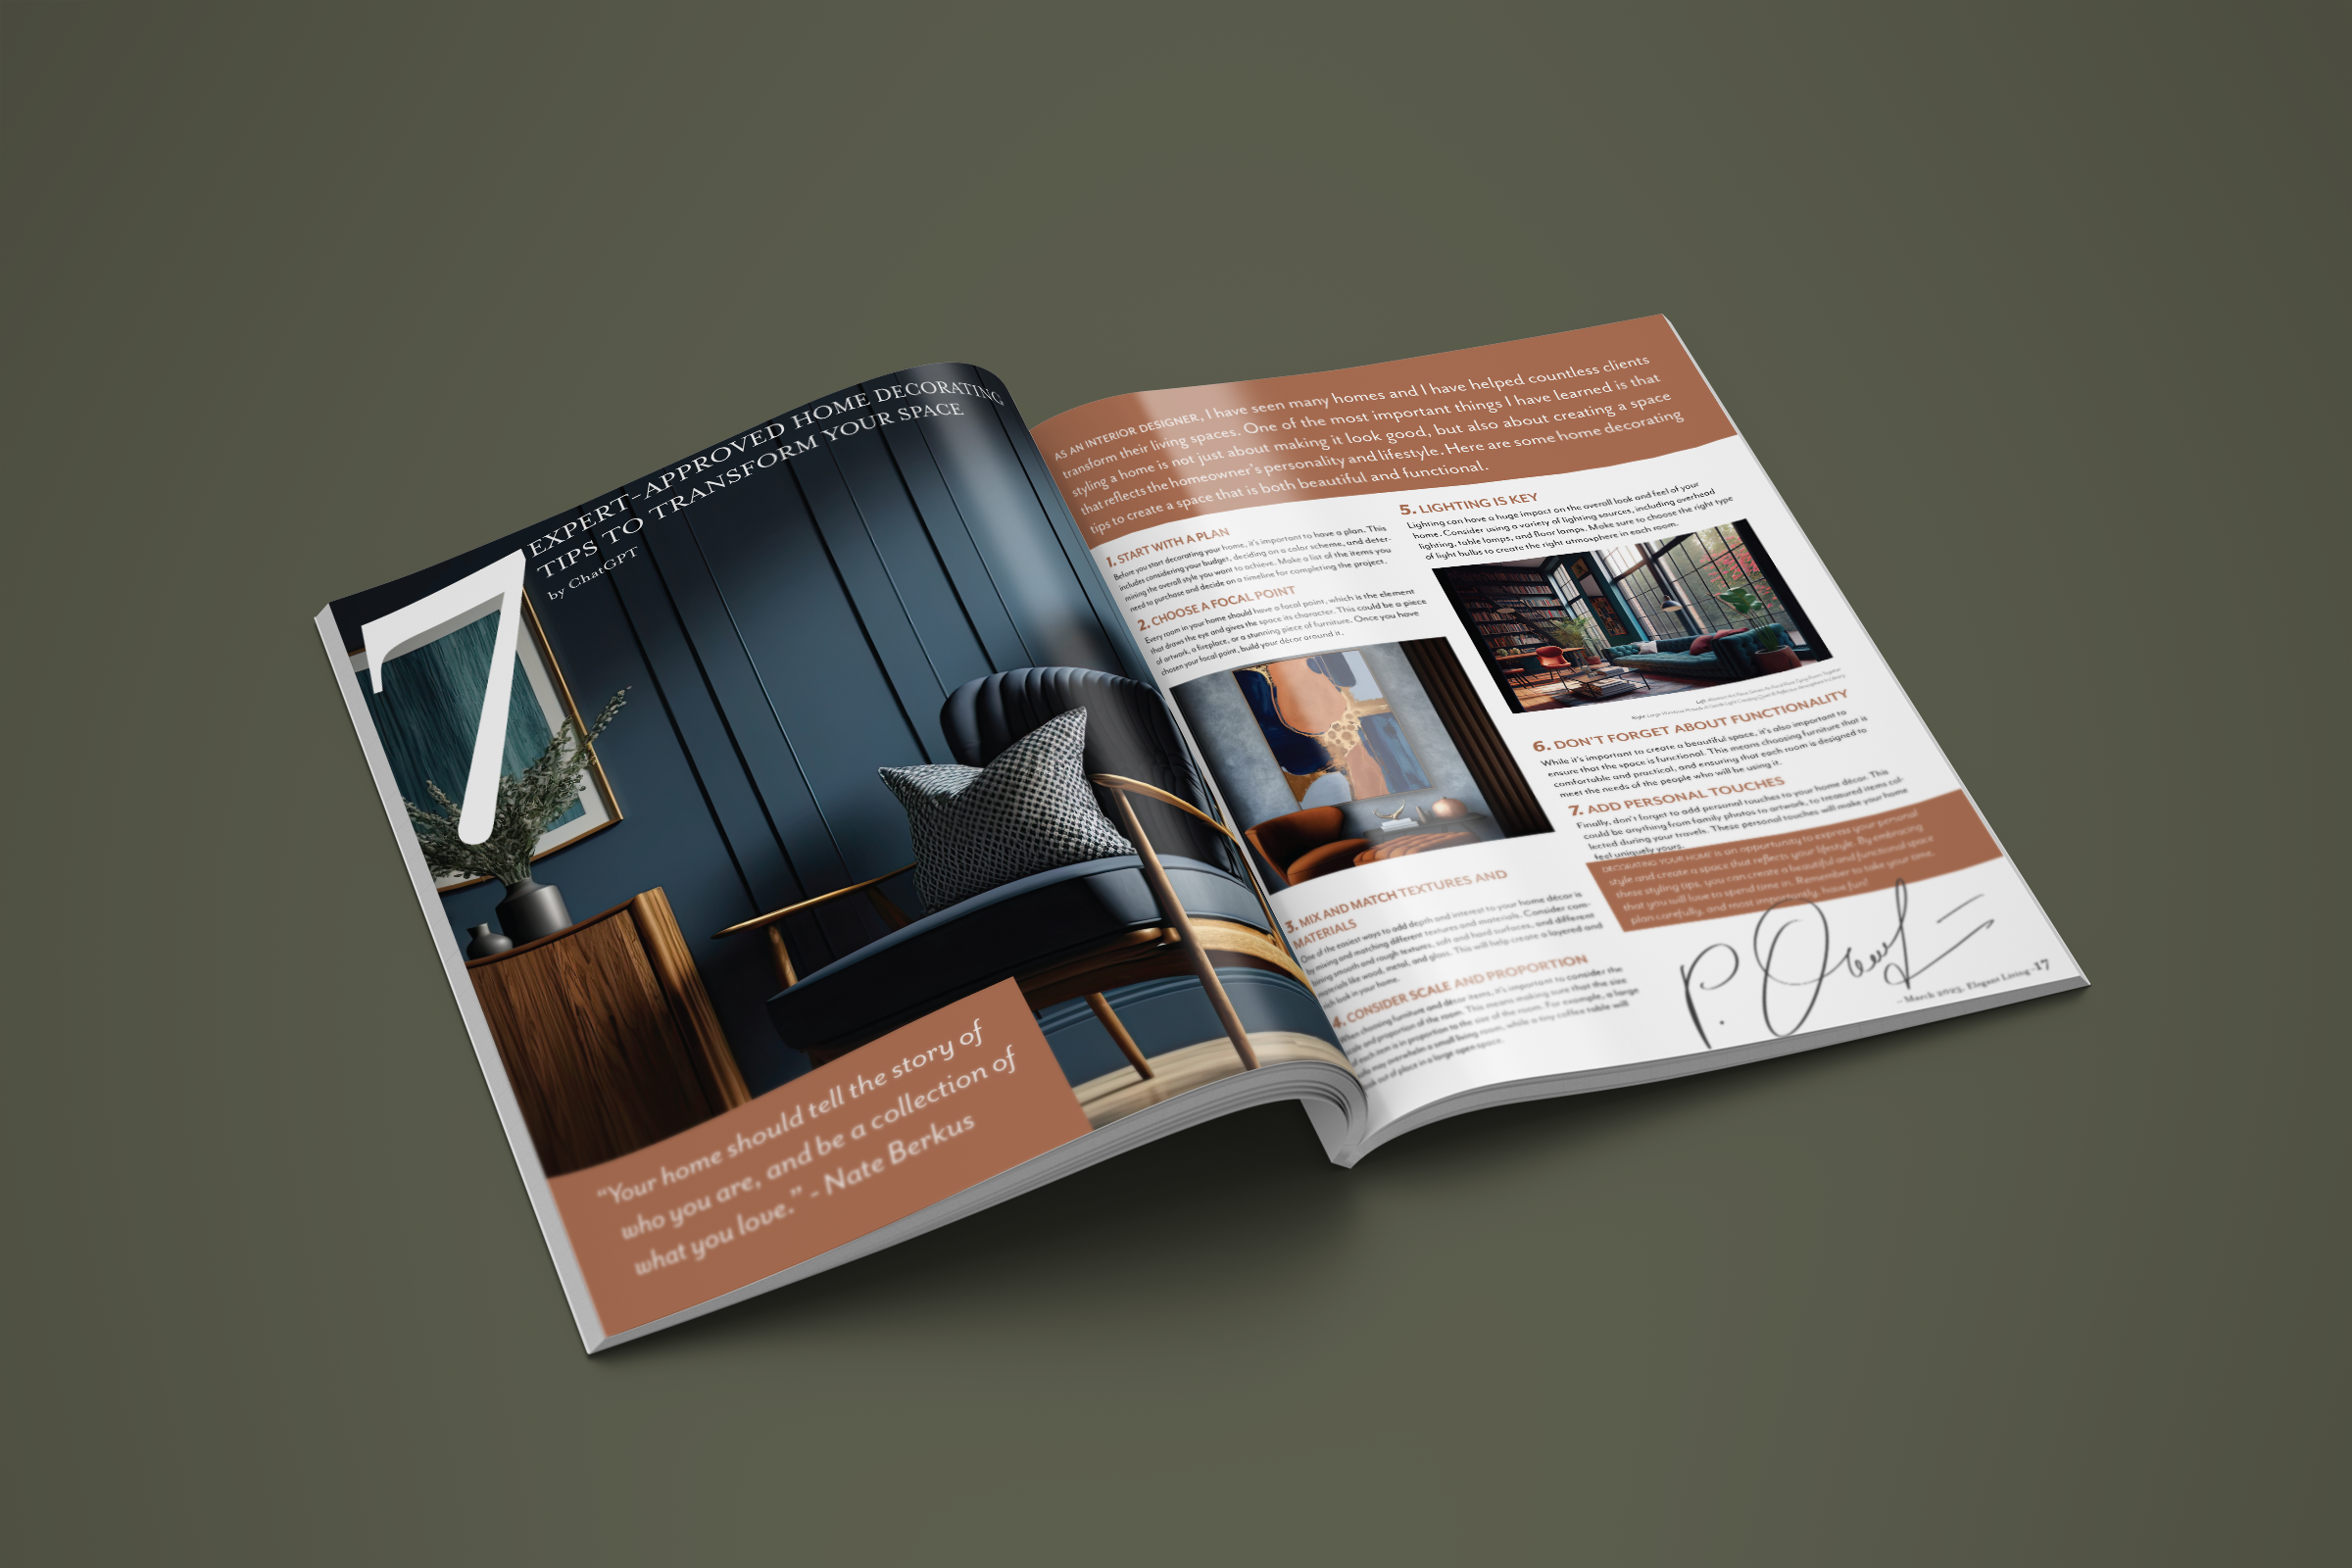 7
EXPERT-APPROVED HOME DECORATING
TIPS TO TRANSFORM YOUR SPACE
by ChatGPT
“Your home should tell the story of
who you are, and be a collection of
what you love.” - Nate Berkus
AS AN INTERIOR DESIGNER, I have seen many homes and I have helped countless clients
transform their living spaces. One of the most important things I have learned is that
styling a home is not just about making it look good, but also about creating a space
that reflects the homeowner's personality and lifestyle. Here are some home decorating
tips to create a space that is both beautiful and functional.
1. START WITH A PLAN
Before you start decorating your home, it's important to have a plan. This
includes considering your budget, deciding on a color scheme, and deter-
mining the overall style you want to achieve. Make a list of the items you
need to purchase and decide on a timeline for completing the project.
2. CHOOSE A FOCAL POINT
Every room in your home should have a focal point, which is the element
that draws the eye and gives the space its character. This could be a piece
of artwork, a fireplace, or a stunning piece of furniture. Once you have
chosen your focal point, build your décor around it.
3. MIX AND MATCH TEXTURES AND
MATERIALS
One of the easiest ways to add depth and interest to your home décor is
by mixing and matching different textures and materials. Consider com-
bining smooth and rough textures, soft and hard surfaces, and different
materials like wood, metal, and glass. This will help create a layered and
rich look in your home.
4. CONSIDER SCALE AND PROPORTION
When choosing furniture and décor items, it's important to consider the
scale and proportion of the room. This means making sure that the size
of each item is in proportion to the size of the room. For example, a large
sofa may overwhelm a small living room, while a tiny coffee table will
look out of place in a large open space.
5. LIGHTING IS KEY
Lighting can have a huge impact on the overall look and feel of your
home. Consider using a variety of lighting sources, including overhead
lighting, table lamps, and floor lamps. Make sure to choose the right type
of light bulbs to create the right atmosphere in each room.
6. DON'T FORGET ABOUT FUNCTIONALITY
While it's important to create a beautiful space, it's also important to
ensure that the space is functional. This means choosing furniture that is
comfortable and practical, and ensuring that each room is designed to
meet the needs of the people who will be using it.
7. ADD PERSONAL TOUCHES
Finally, don't forget to add personal touches to your home décor. This
could be anything from family photos to artwork, to treasured items col-
lected during your travels. These personal touches will make your home
feel uniquely yours.
DECORATING YOUR HOME is an opportunity to express your personal
style and create a space that reflects your lifestyle. By embracing
these styling tips, you can create a beautiful and functional space
that you will love to spend time in. Remember to take your time,
plan carefully, and most importantly, have fun!
- March 2023, Elegant Living -17